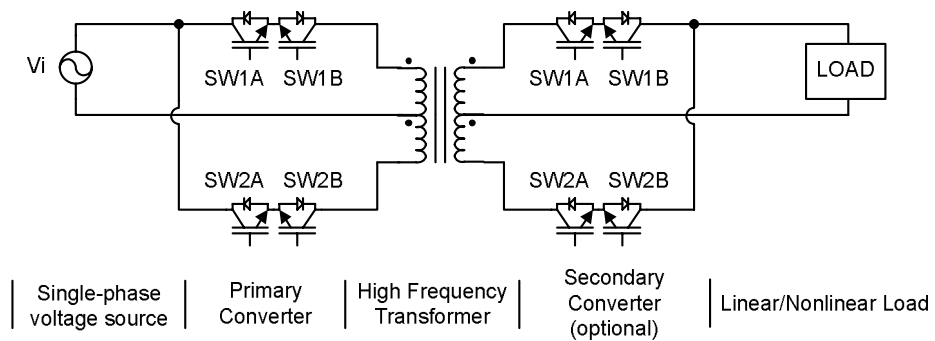 SW1A SW1B SW1A SW1B
Vi LOAD
SW2A SW2B SW2A SW2B
Single-phase
voltage source
Primary
Converter
High Frequency
Transformer
Secondary
Converter
(optional)
Linear/Nonlinear Load